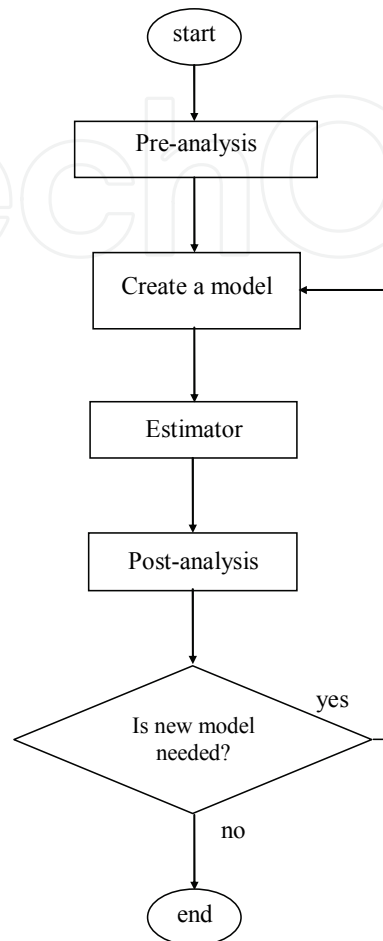 start
Pre-analysis
Create a model
Estimator
Post-analysis
yes
Is new model
needed?
no
end